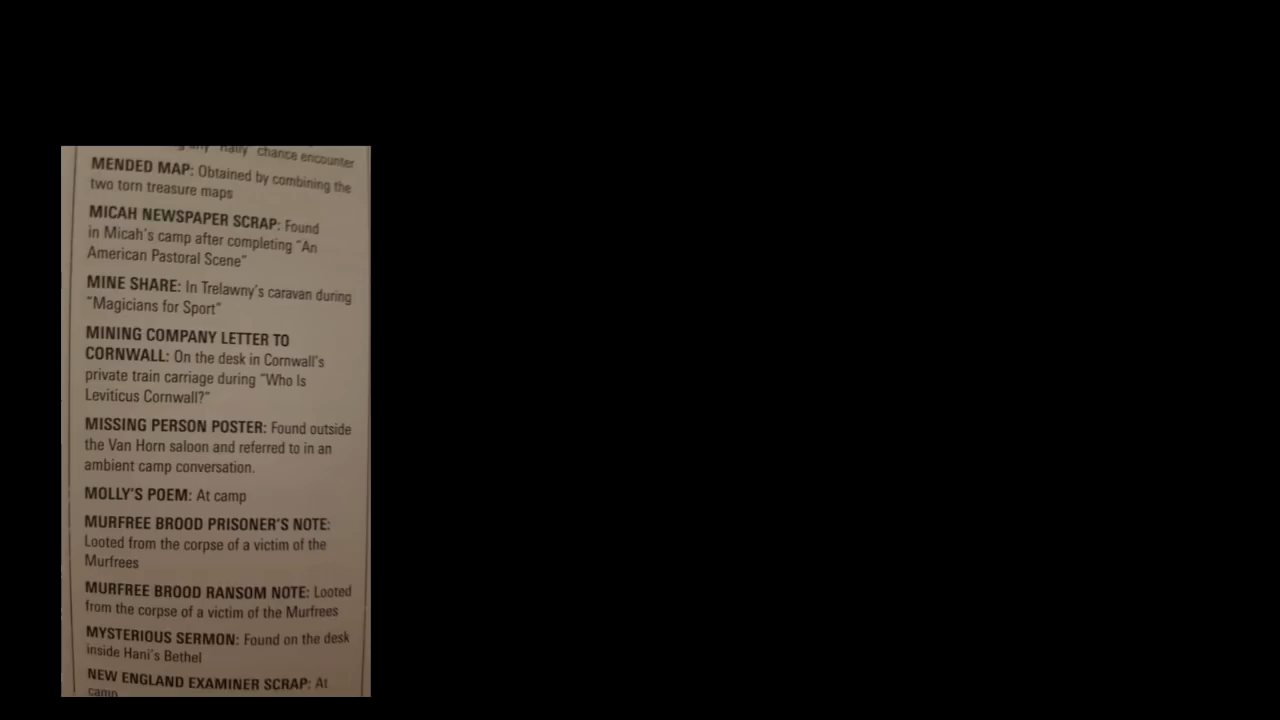 "rally" chance encounter
MENDED MAP: Obtained by combining the
two torn treasure maps
MICAH NEWSPAPER SCRAP: Found
in Micah's camp after completing "An
American Pastoral Scene"
MINE SHARE: In Trelawny's caravan during
"Magicians for Sport"
MINING COMPANY LETTER TO
CORNWALL: On the desk in Cornwall's
private train carriage during "Who Is
Leviticus Cornwall?"
MISSING PERSON POSTER: Found outside
the Van Horn saloon and referred to in an
ambient camp conversation.
MOLLY'S POEM: At camp
MURFREE BROOD PRISONER'S NOTE:
Looted from the corpse of a victim of the
Murfrees
MURFREE BROOD RANSOM NOTE: Looted
from the corpse of a victim of the Murfrees
MYSTERIOUS SERMON: Found on the desk
inside Hani's Bethel
NEW ENGLAND EXAMINER SCRAP: At
camp